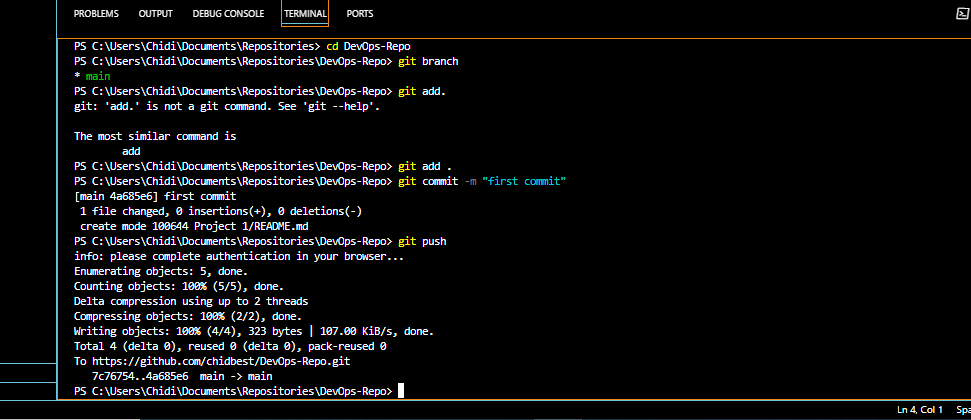 PROBLEMS OUTPUT DEBUG CONSOLE TERMINAL PORTS
PS C:\Users\Chidi\Documents\Repositories> cd DevOps-Repo
PS C:\Users\Chidi\Documents\Repositories\DevOps-Repo> git branch
* main
PS C:\Users\Chidi\Documents\Repositories\DevOps-Repo> git add.
git: 'add.' is not a git command. See 'git --help'.
The most similar command is
add
PS C:\Users\Chidi\Documents\Repositories\DevOps-Repo> git add .
PS C:\Users\Chidi\Documents\Repositories\DevOps-Repo> git commit -m "first commit"
[main 4a685e6] first commit
1 file changed, 0 insertions(+), 0 deletions(-)
create mode 100644 Project 1/README.md
PS C:\Users\Chidi\Documents\Repositories\DevOps-Repo> git push
info: please complete authentication in your browser...
Enumerating objects: 5, done.
Counting objects: 100% (5/5), done.
Delta compression using up to 2 threads
Compressing objects: 100% (2/2), done.
Writing objects: 100% (4/4), 323 bytes | 107.00 KiB/s, done.
Total 4 (delta 0), reused 0 (delta 0), pack-reused 0
To https://github.com/chidbest/DevOps-Repo.git
7c76754..4a685e6 main -> main
PS C:\Users\Chidi\Documents\Repositories\DevOps-Repo>
Ln 4, Col 1 Spa